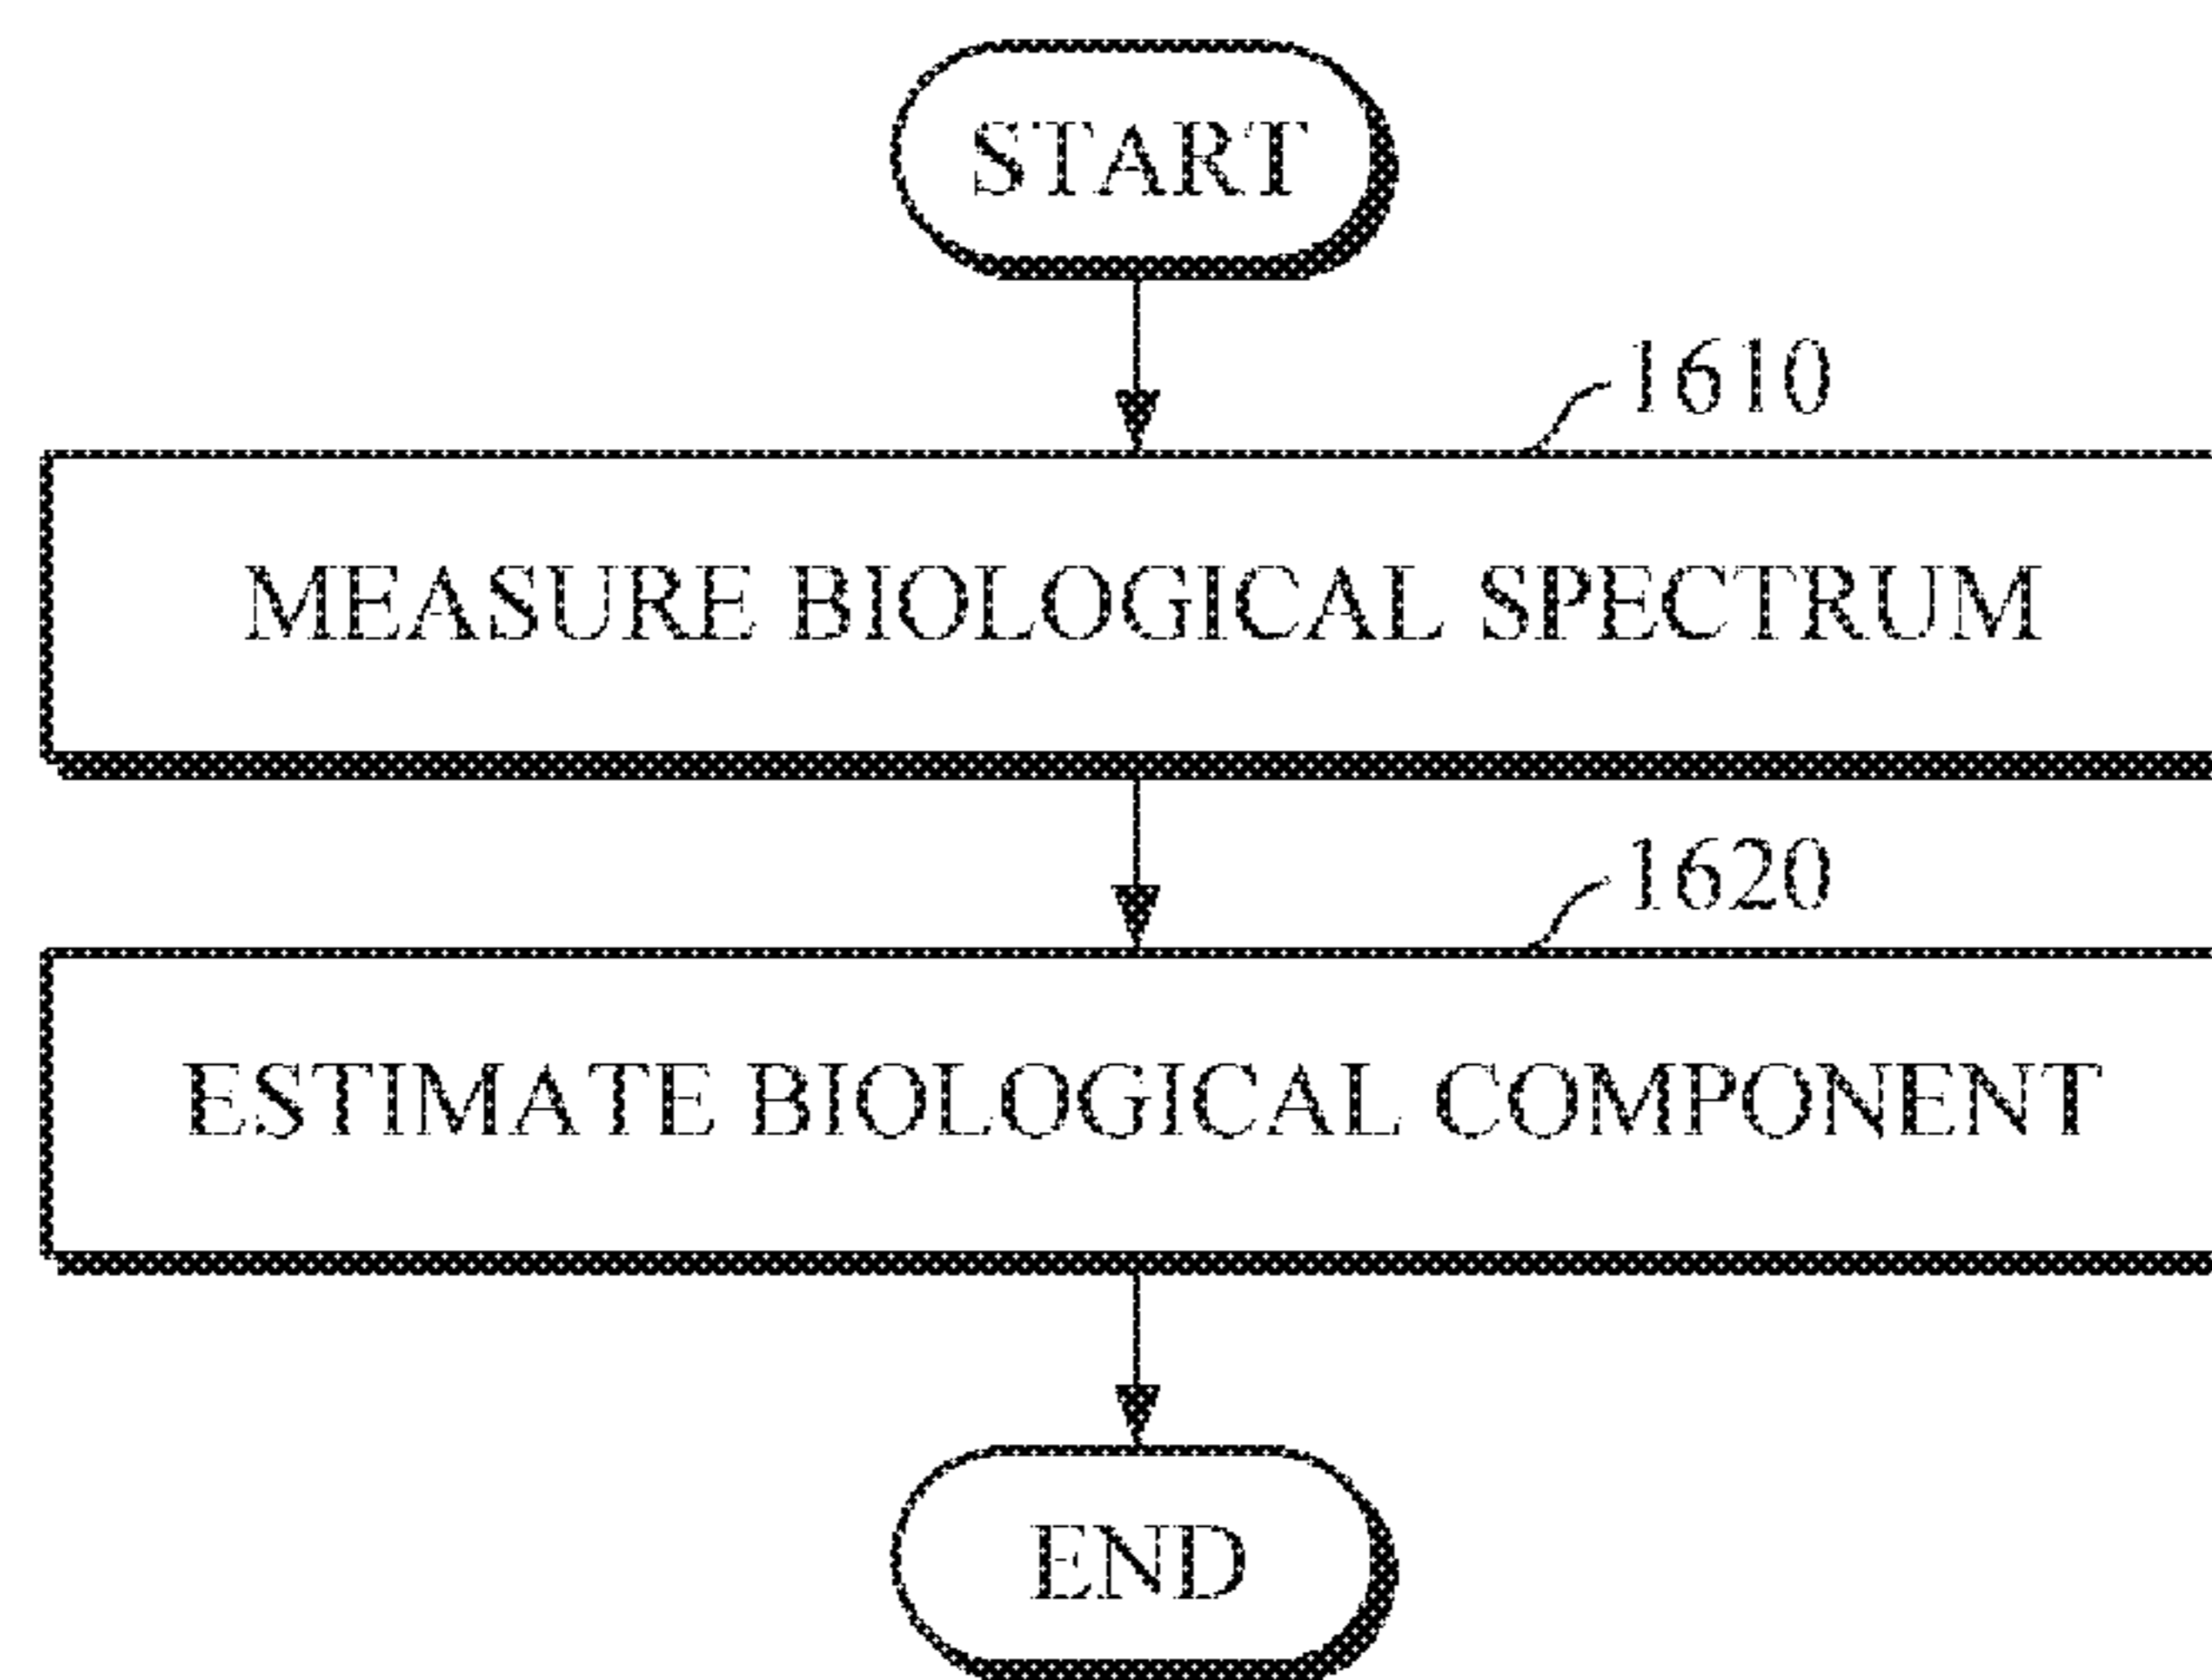 START
1610
MEASURE BIOLOGICAL SPECTRUM
1620
ESTIMATE BIOLOGICAL COMPONENT
END